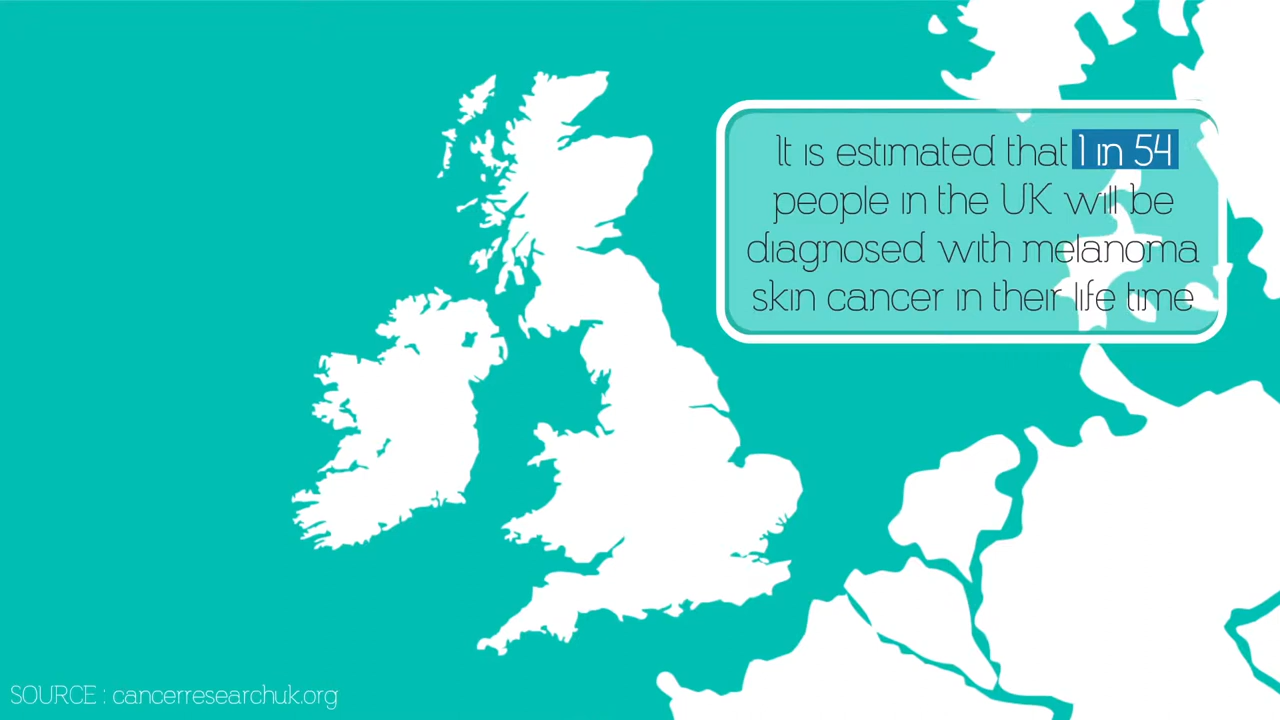 It is estimated that 1 in 54
people in the UK will be
diagnosed with melanoma
skin cancer in their life time
SOURCE : cancerresearchuk.org